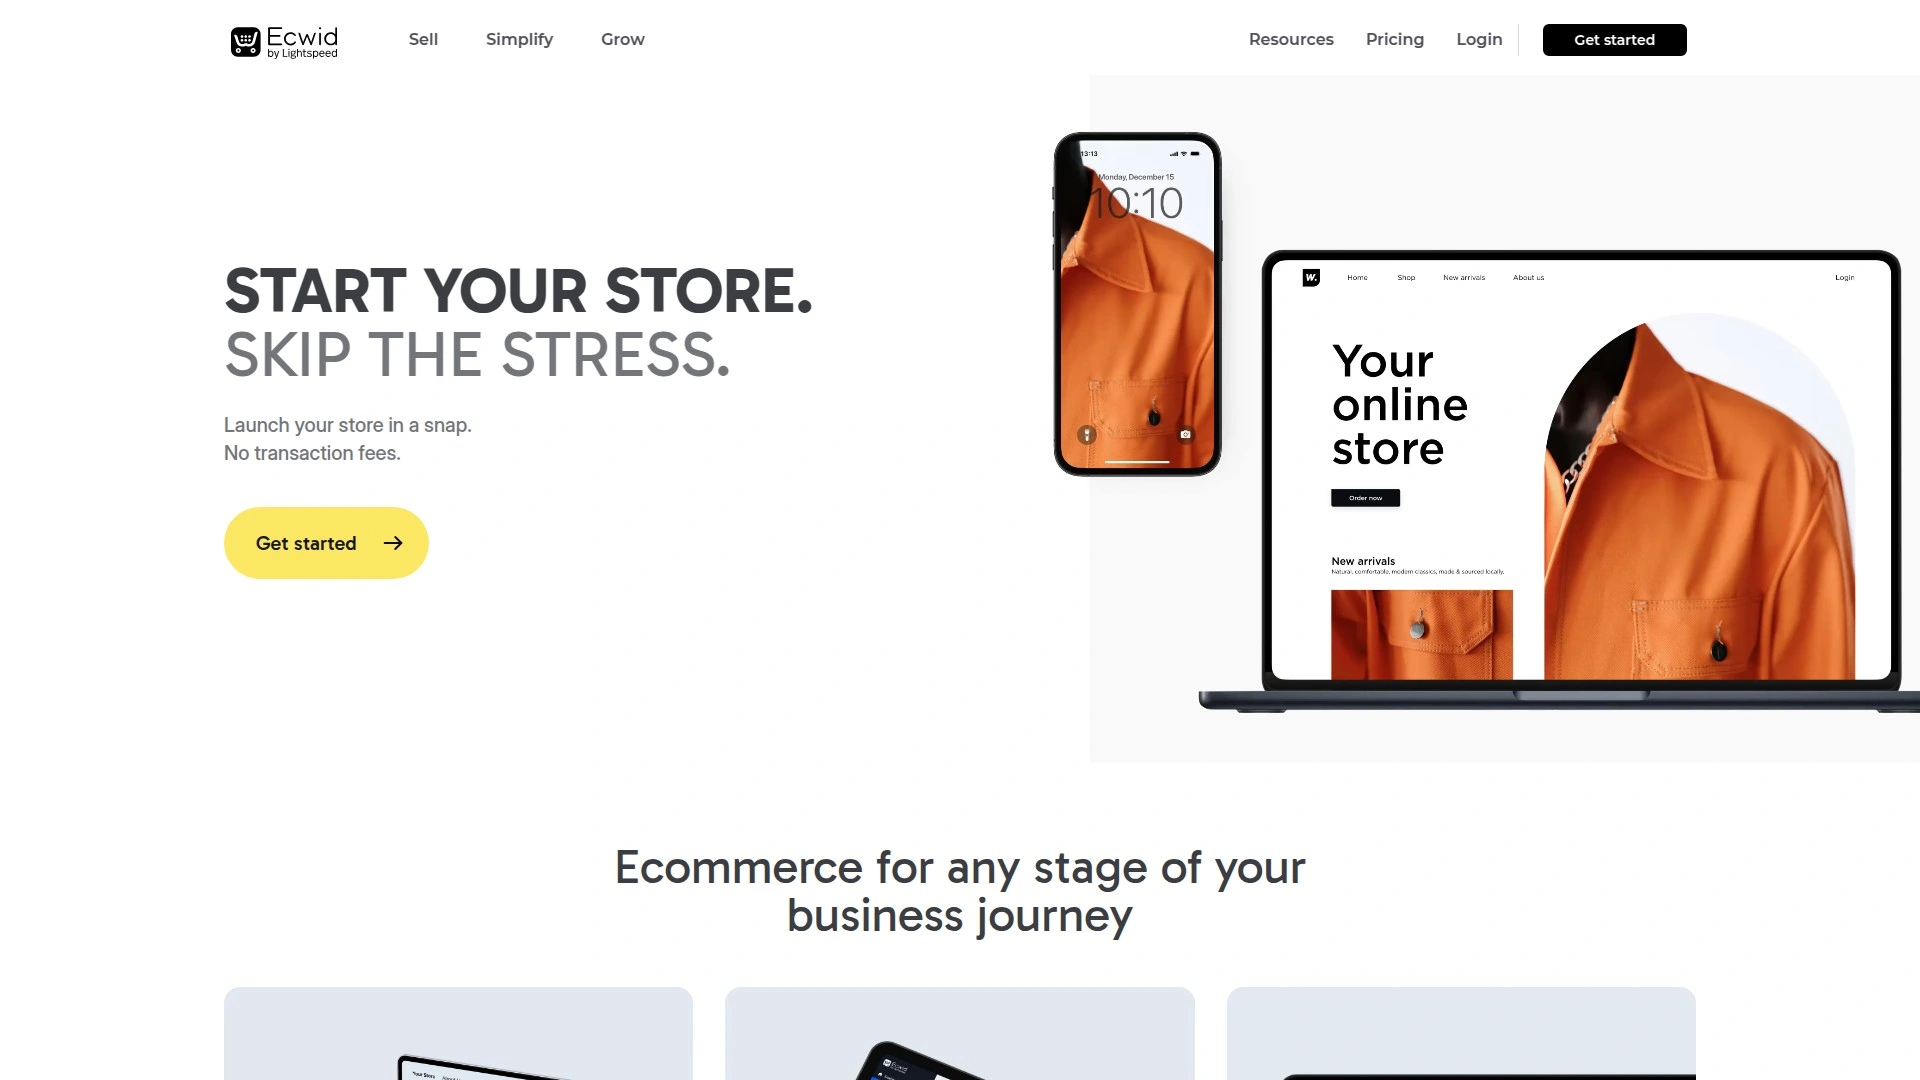 Ecwid
by Lightspeed
Sell
Simplify
Grow
Resources
Pricing
Login
Get started
START YOUR STORE.
SKIP THE STRESS.
Launch your store in a snap.
No transaction fees.
Get started
13:13
Monday, December 15
10:10
W.
Home
Shop
New arrivals
About us
Login
Your
online
store
Order now
New arrivals
Natural, comfortable, modern classics, made & sourced locally.
Ecommerce for any stage of your
business journey
Your Store
Ecwid